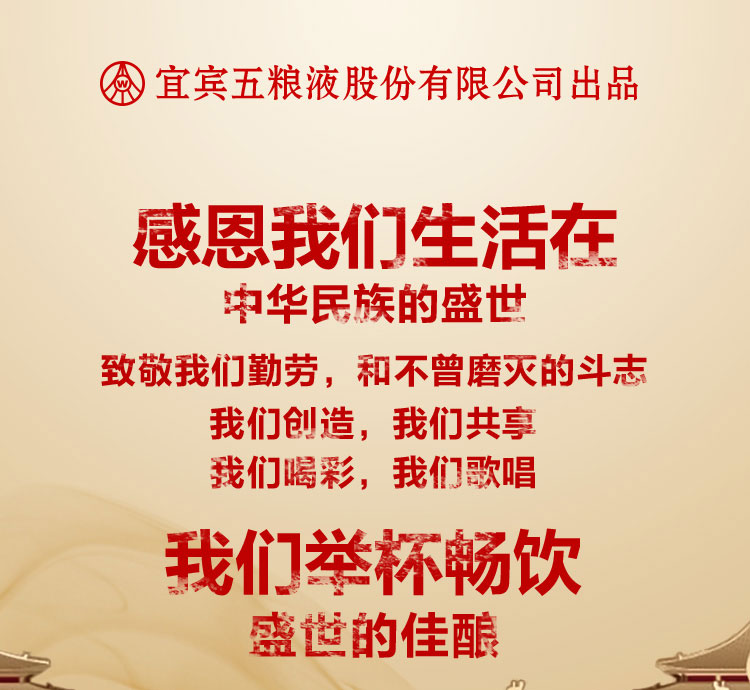 宜宾五粮液股份有限公司出品
感恩我们生活在
中华民族的盛世
致敬我们勤劳，和不曾磨灭的斗志
我们创造，我们共享
我们喝彩，我们歌唱
我们举杯畅饮
盛世的佳酿